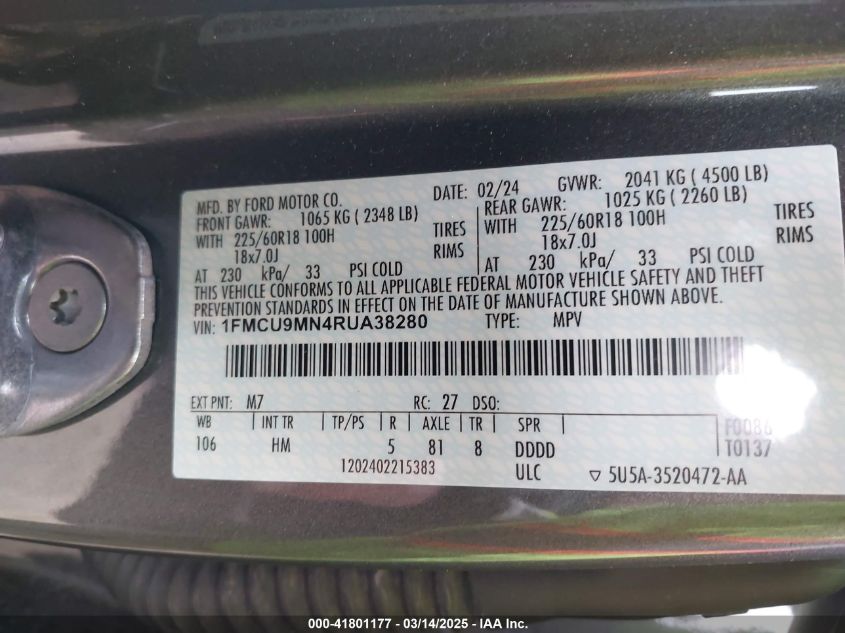 MFD. BY FORD MOTOR CO. DATE: 02/24 GVWR: 2041 KG ( 4500 LB)
FRONT GAWR: 1065 KG ( 2348 LB) REAR GAWR: 1025 KG ( 2260 LB)
WITH 225/60R18 100H TIRES WITH 225/60R18 100H TIRES
18x7.0J RIMS 18x7.0J RIMS
AT 230 kPa/ 33 PSI COLD AT 230 kPa/ 33 PSI COLD
THIS VEHICLE CONFORMS TO ALL APPLICABLE FEDERAL MOTOR VEHICLE SAFETY AND THEFT
PREVENTION STANDARDS IN EFFECT ON THE DATE OF MANUFACTURE SHOWN ABOVE.
VIN: 1FMCU9MN4RUA38280 TYPE: MPV
EXT PNT: M7 RC: 27 DSO:
WB INT TR TP/PS R AXLE TR SPR F0086
106 HM 5 81 8 DDDD T0137
1202402215383 ULC 5U5A-3520472-AA
000-41801177 - 03/14/2025 - IAA Inc.